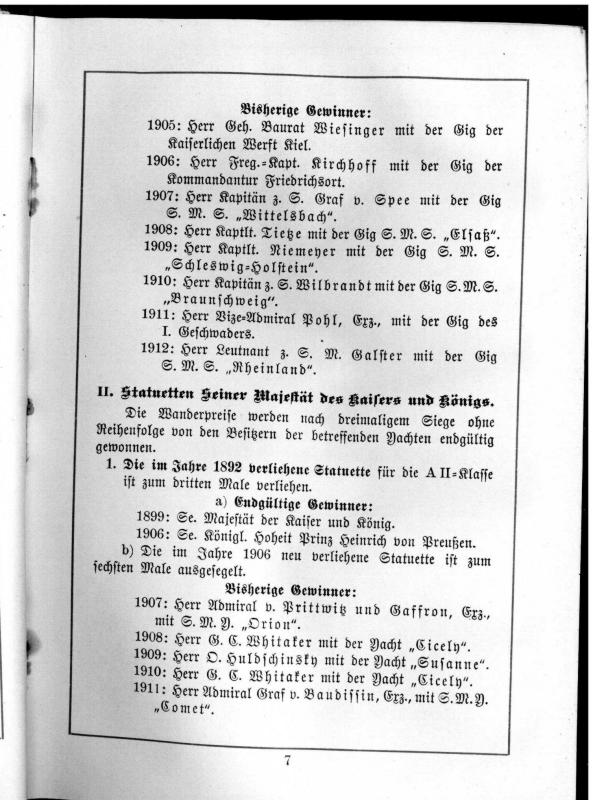 Bisherige Gewinner:
1905: Herr Geh. Baurat Wiesinger mit der Gig der
Kaiserlichen Werft Kiel.
1906: Herr Freg.=Kapt. Kirchhoff mit der Gig der
Kommandantur Friedrichsort.
1907: Herr Kapitän z. S. Graf v. Spee mit der Gig
S. M. S. „Wittelsbach“.
1908: Herr Kaptlt. Tietze mit der Gig S. M. S. „Elsaß“.
1909: Herr Kaptlt. Niemeyer mit der Gig S. M. S.
„Schleswig=Holstein“.
1910: Herr Kapitän z. S. Wilbrandt mit der Gig S. M. S.
„Braunschweig“.
1911: Herr Vize=Admiral Pohl, Exz., mit der Gig des
I. Geschwaders.
1912: Herr Leutnant z. S. M. Galster mit der Gig
S. M. S. „Rheinland“.
II. Statuetten Seiner Majestät des Kaisers und Königs.
Die Wanderpreise werden nach dreimaligem Siege ohne
Reihenfolge von den Besitzern der betreffenden Yachten endgültig
gewonnen.
1. Die im Jahre 1892 verliehene Statuette für die A II=Klasse
ist zum dritten Male verliehen.
a) Endgültige Gewinner:
1899: Se. Majestät der Kaiser und König.
1906: Se. Königl. Hoheit Prinz Heinrich von Preußen.
b) Die im Jahre 1906 neu verliehene Statuette ist zum
sechsten Male ausgesegelt.
Bisherige Gewinner:
1907: Herr Admiral v. Prittwitz und Gaffron, Exz.,
mit S. M. Y. „Orion“.
1908: Herr G. C. Whitaker mit der Yacht „Cicely“.
1909: Herr O. Huldschinsky mit der Yacht „Susanne“.
1910: Herr G. C. Whitaker mit der Yacht „Cicely“.
1911: Herr Admiral Graf v. Baudissin, Exz., mit S. M. Y.
„Comet“.
7